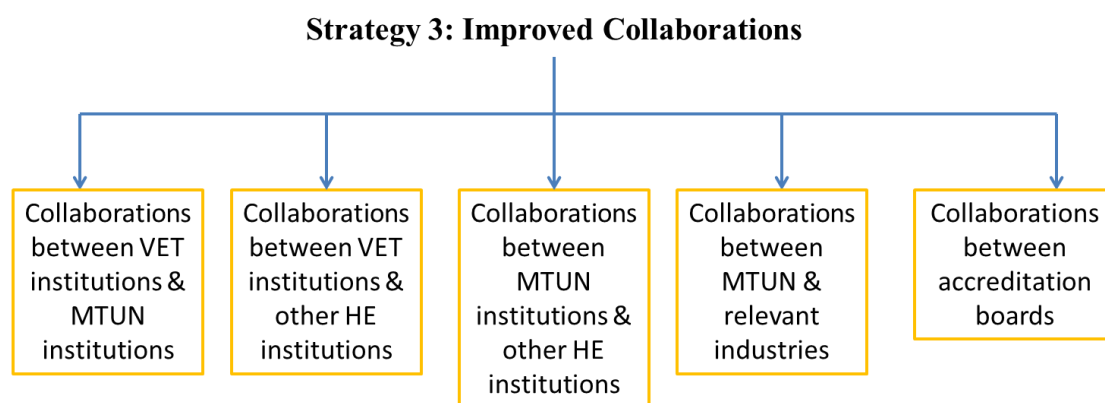 Strategy 3: Improved Collaborations
Collaborations
between VET
institutions &
MTUN
institutions
Collaborations
between VET
institutions &
other HE
institutions
Collaborations
between
MTUN
institutions &
other HE
institutions
Collaborations
between
MTUN &
relevant
industries
Collaborations
between
accreditation
boards